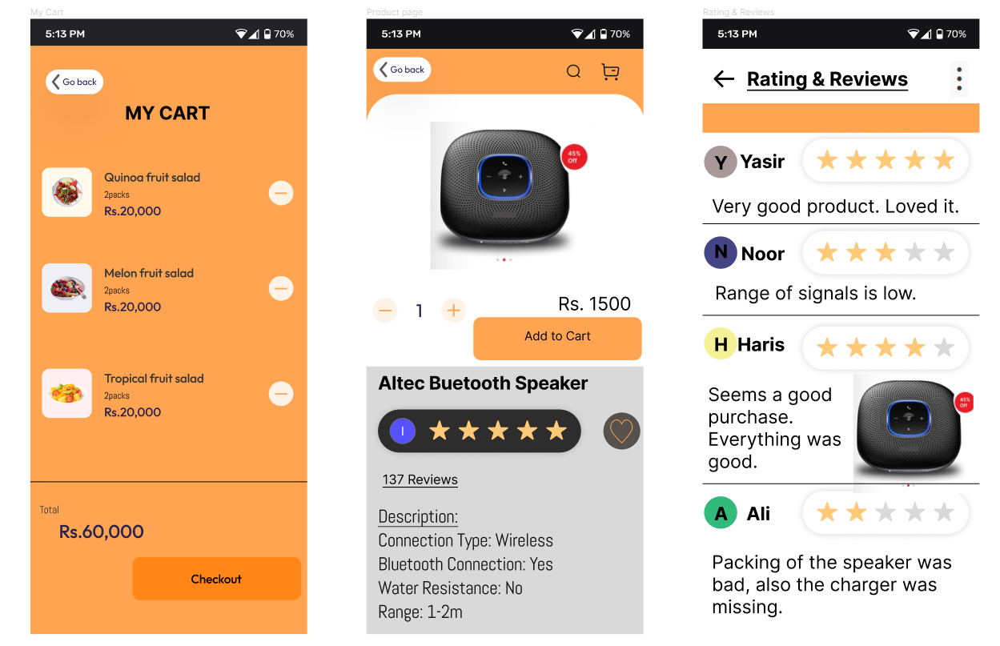 My Cart
5:13 PM 70%
Go back
MY CART
Quinoa fruit salad
2packs
Rs.20,000
Melon fruit salad
2packs
Rs.20,000
Tropical fruit salad
2packs
Rs.20,000
Total
Rs.60,000
Checkout
Product page
5:13 PM 70%
Go back
45%
Off
1
Rs. 1500
Add to Cart
Altec Buetooth Speaker
I
137 Reviews
Description:
Connection Type: Wireless
Bluetooth Connection: Yes
Water Resistance: No
Range: 1-2m
Rating & Reviews
5:13 PM 70%
Rating & Reviews
Y Yasir
Very good product. Loved it.
N Noor
Range of signals is low.
H Haris
Seems a good
purchase.
Everything was
good.
45%
Off
A Ali
Packing of the speaker was
bad, also the charger was
missing.